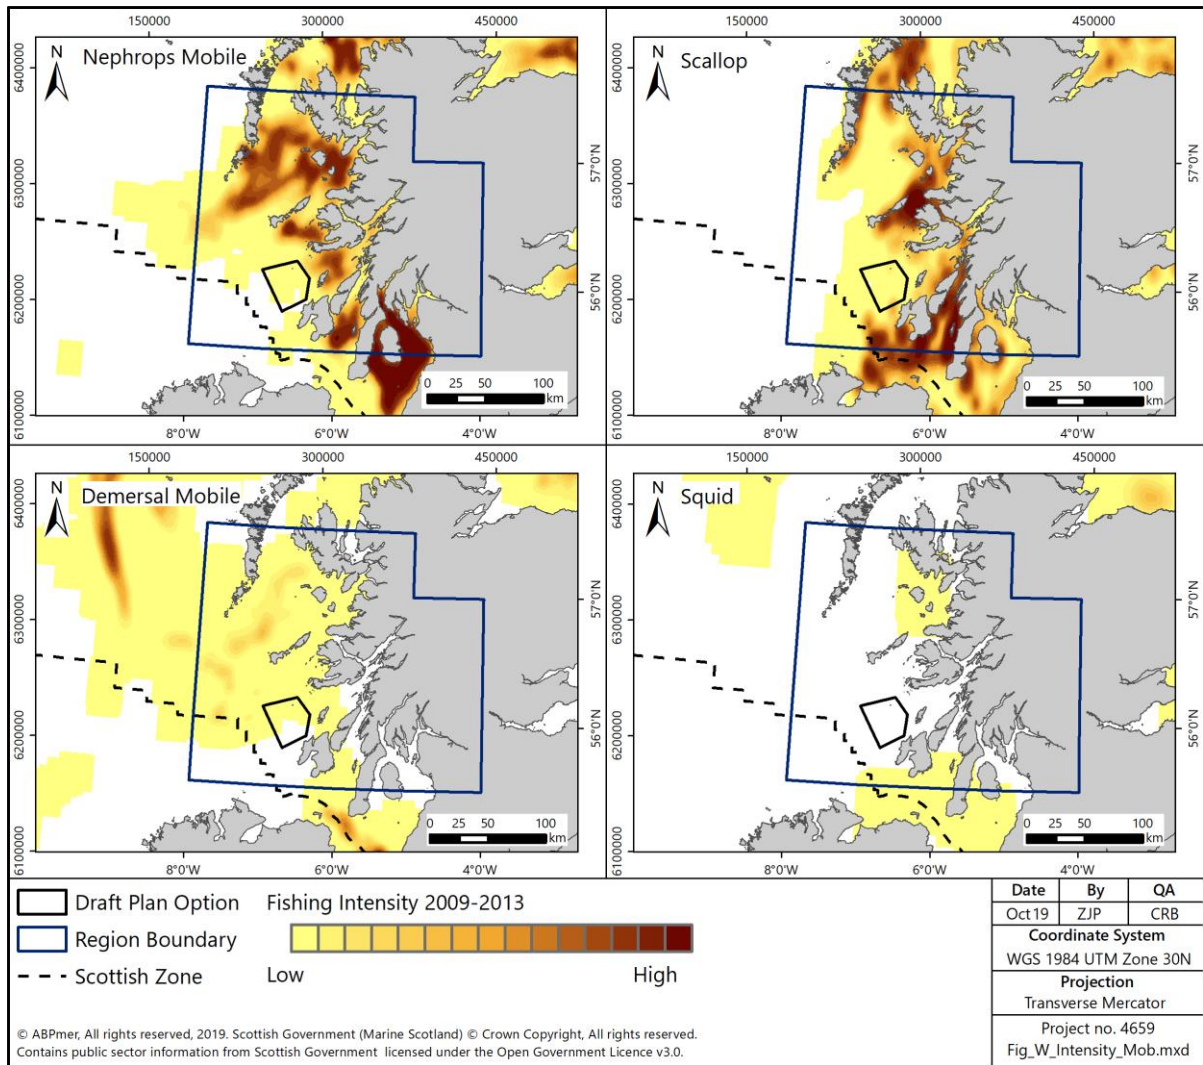 150000 300000 450000
150000 300000 450000
N
Nephrops Mobile
6400000
6300000
6200000
6100000
57°0'N
56°0'N
0 25 50 100
km
8°0'W 6°0'W 4°0'W
N
Scallop
6400000
6300000
6200000
6100000
57°0'N
56°0'N
0 25 50 100
km
8°0'W 6°0'W 4°0'W
150000 300000 450000
150000 300000 450000
N
Demersal Mobile
6400000
6300000
6200000
6100000
57°0'N
56°0'N
0 25 50 100
km
8°0'W 6°0'W 4°0'W
N
Squid
6400000
6300000
6200000
6100000
57°0'N
56°0'N
0 25 50 100
km
8°0'W 6°0'W 4°0'W
Draft Plan Option
Region Boundary
Scottish Zone
Fishing Intensity 2009-2013
Low High
© ABPmer, All rights reserved, 2019. Scottish Government (Marine Scotland) © Crown Copyright, All rights reserved.
Contains public sector information from Scottish Government licensed under the Open Government Licence v3.0.
Date By QA
Oct 19 ZJP CRB
Coordinate System
WGS 1984 UTM Zone 30N
Projection
Transverse Mercator
Project no. 4659
Fig_W_Intensity_Mob.mxd